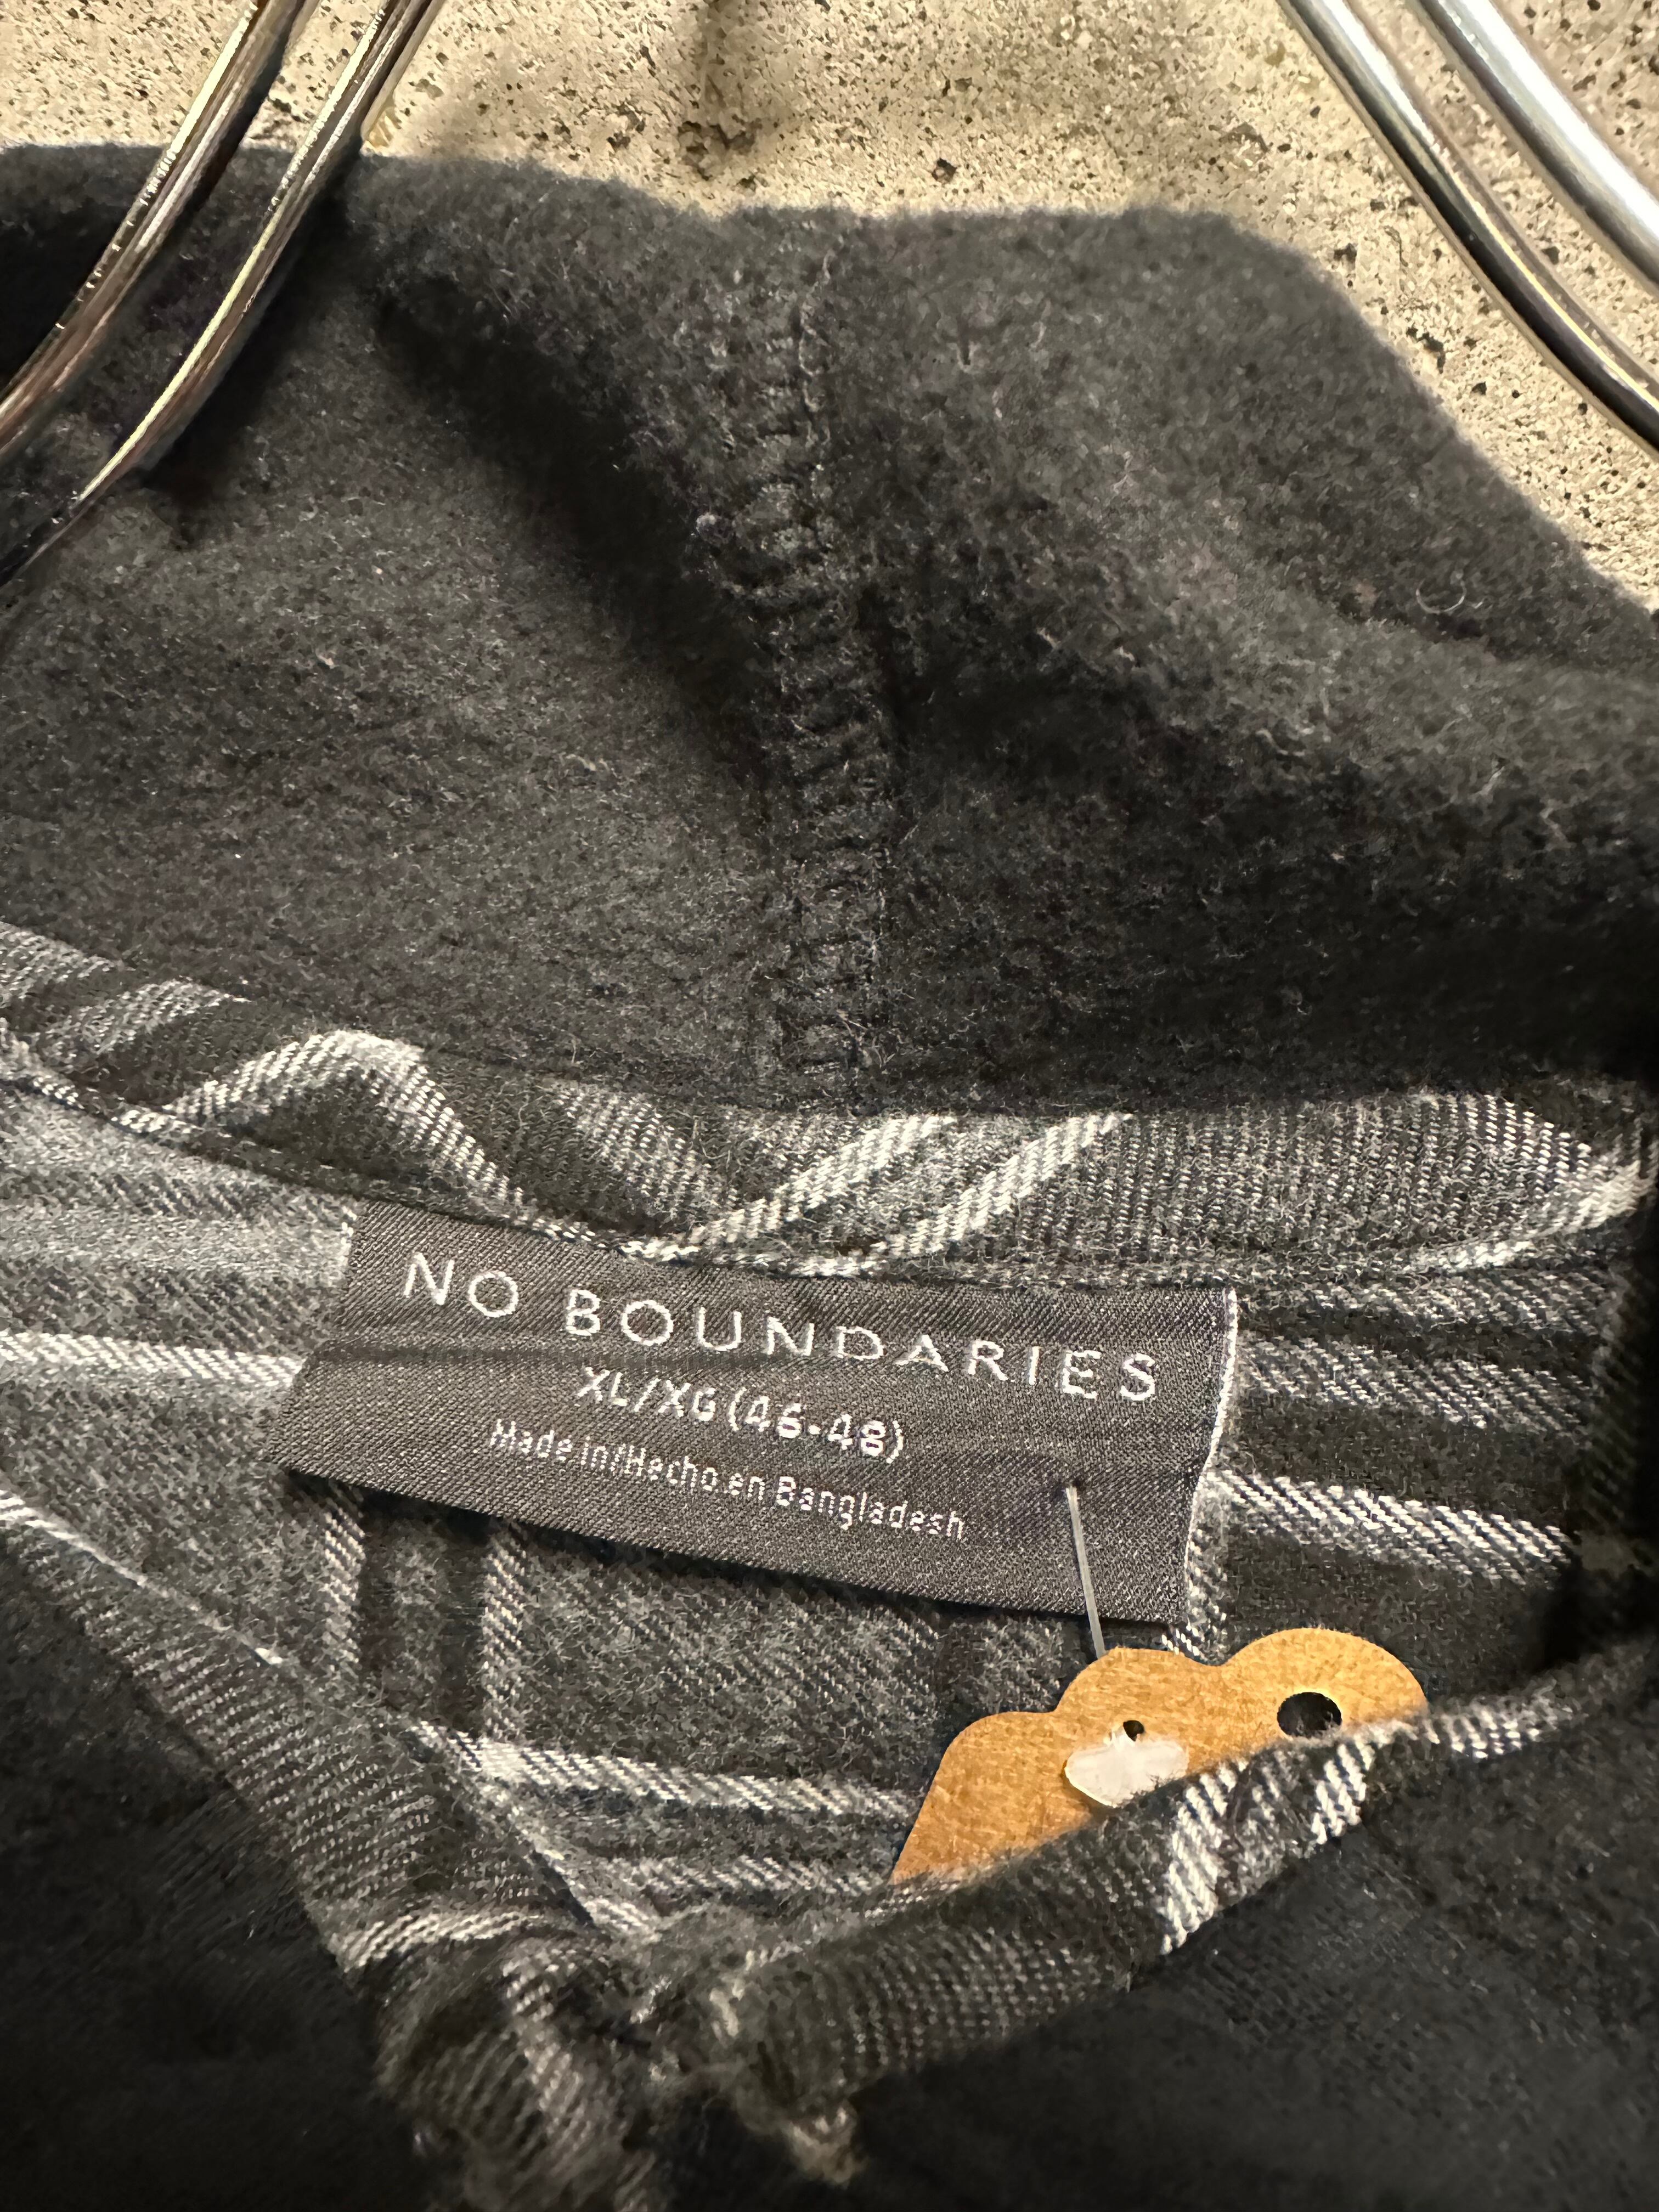 NO BOUNDARIES
XL/XG (46-48)
Made in/Hecho en Bangladesh